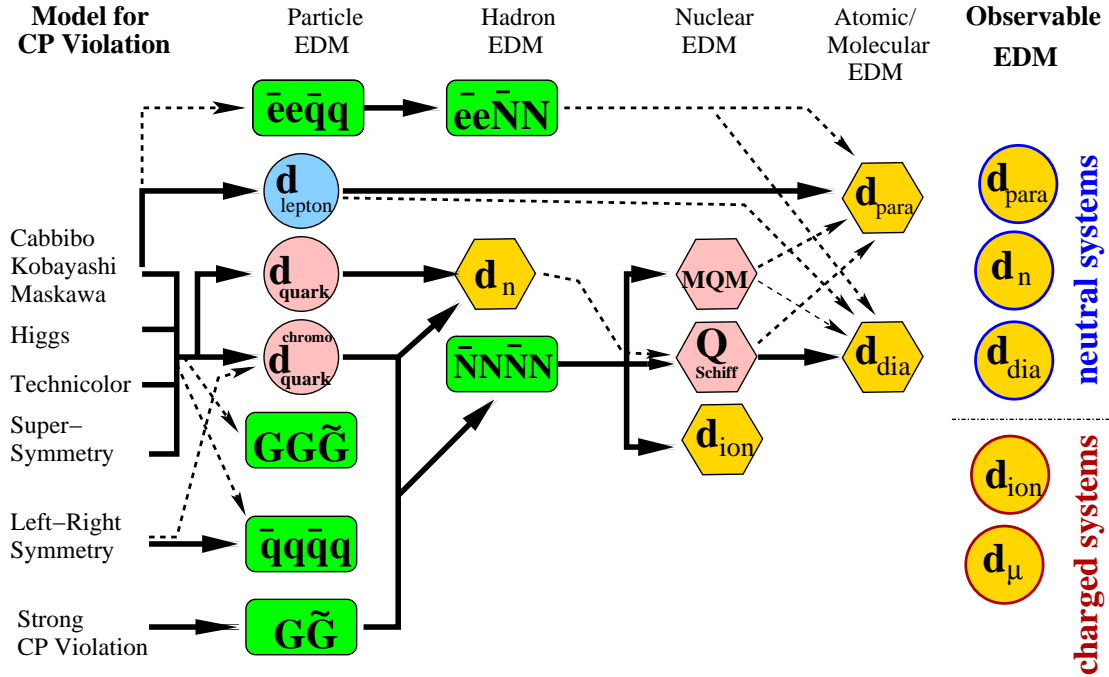 Model for
CP Violation
Particle
EDM
Hadron
EDM
Nuclear
EDM
Atomic/
Molecular
EDM
Observable
EDM
ēeq̄q
ēeN̄N
d lepton
d para
d para
Cabbibo
Kobayashi
Maskawa
d quark
d n
MQM
d n
neutral systems
Higgs
d chromo quark
N̄NN̄N
Q Schiff
d dia
d dia
Technicolor
Super–
Symmetry
GGG̃
d ion
d ion
Left–Right
Symmetry
q̄qq̄q
d μ
charged systems
Strong
CP Violation
GG̃